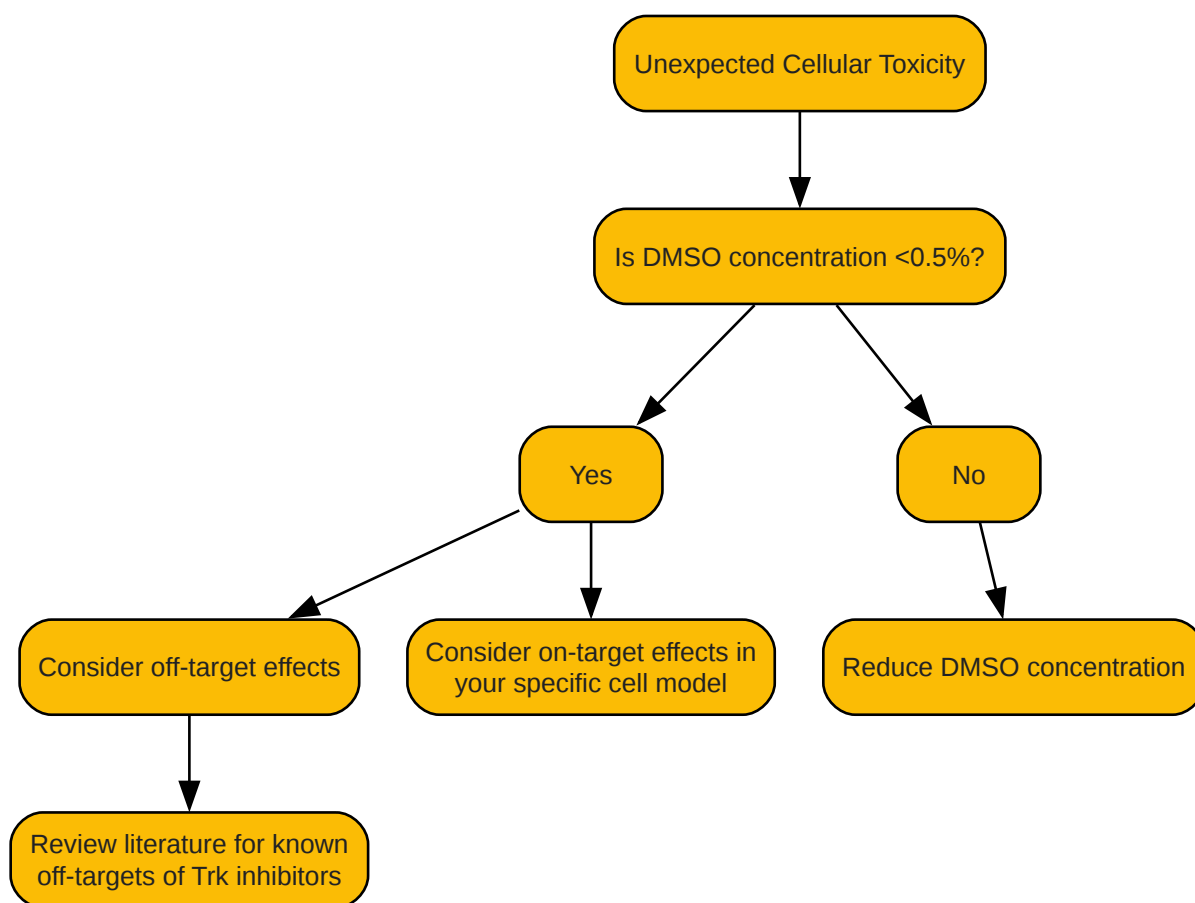 Unexpected Cellular Toxicity
Is DMSO concentration <0.5%?
Yes
No
Consider off-target effects
Consider on-target effects in
your specific cell model
Reduce DMSO concentration
Review literature for known
off-targets of Trk inhibitors